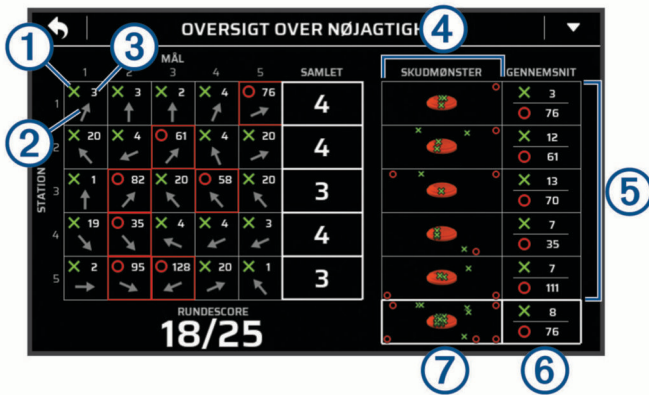 OVERSIGT OVER NØJAGTIGH
1 3 4
MÅL
1 2 3 4 5 SAMLET SKUDMØNSTER GENNEMSNIT
1 X 3 X 3 X 2 X 4 O 76 4 X 3
O 76
2 X 20 X 4 O 61 X 4 X 20 4 X 12
O 61
2
STATION
3 X 1 O 82 X 20 O 58 X 20 3 X 13
O 70
5
4 X 19 O 35 X 4 X 4 X 3 4 X 7
O 35
5 X 2 O 95 O 128 X 20 X 1 3 X 7
O 111
RUNDESCORE
18/25
X 8
O 76
7 6